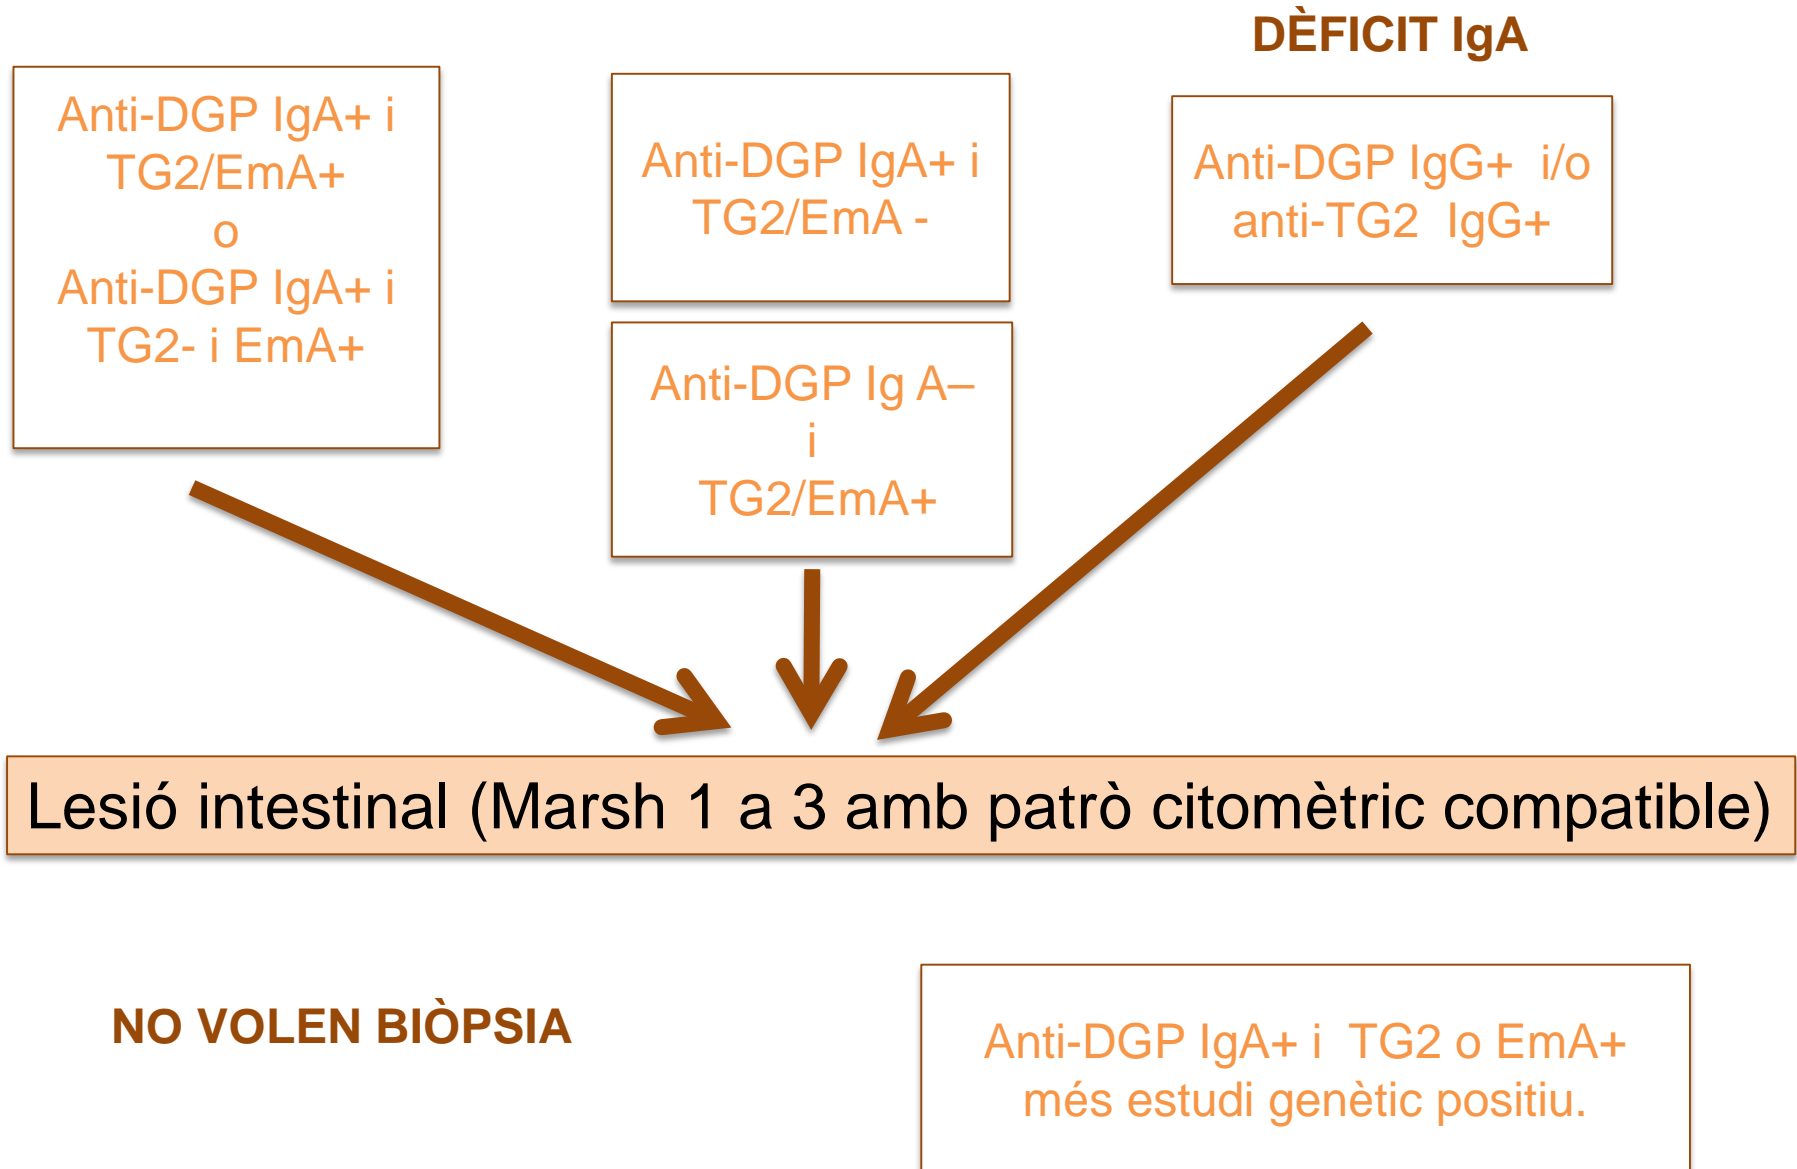 DÈFICIT IgA
Anti-DGP IgA+ i
TG2/EmA+
o
Anti-DGP IgA+ i
TG2- i EmA+
Anti-DGP IgA+ i
TG2/EmA -
Anti-DGP Ig A–
i
TG2/EmA+
Anti-DGP IgG+ i/o
anti-TG2 IgG+
Lesió intestinal (Marsh 1 a 3 amb patrò citomètric compatible)
NO VOLEN BIÒPSIA
Anti-DGP IgA+ i TG2 o EmA+
més estudi genètic positiu.